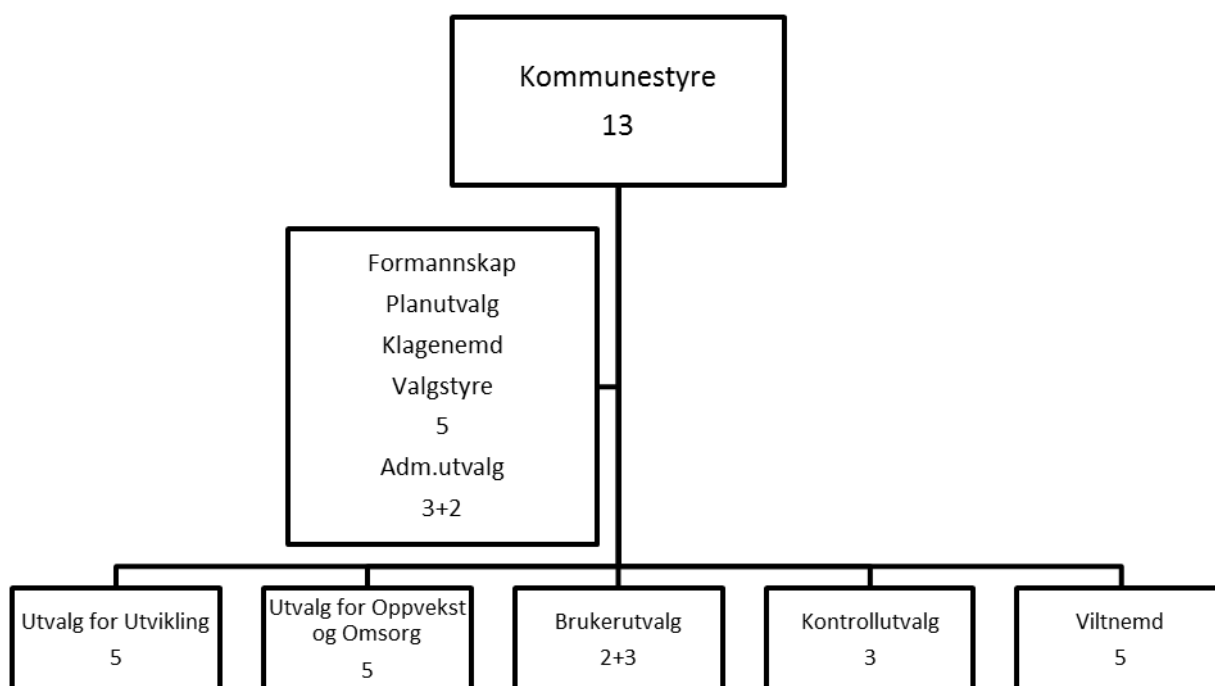 Kommunestyre
13
Formannskap
Planutvalg
Klagenemd
Valgstyre
5
Adm.utvalg
3+2
Utvalg for Utvikling
5
Utvalg for Oppvekst
og Omsorg
5
Brukerutvalg
2+3
Kontrollutvalg
3
Viltnemd
5